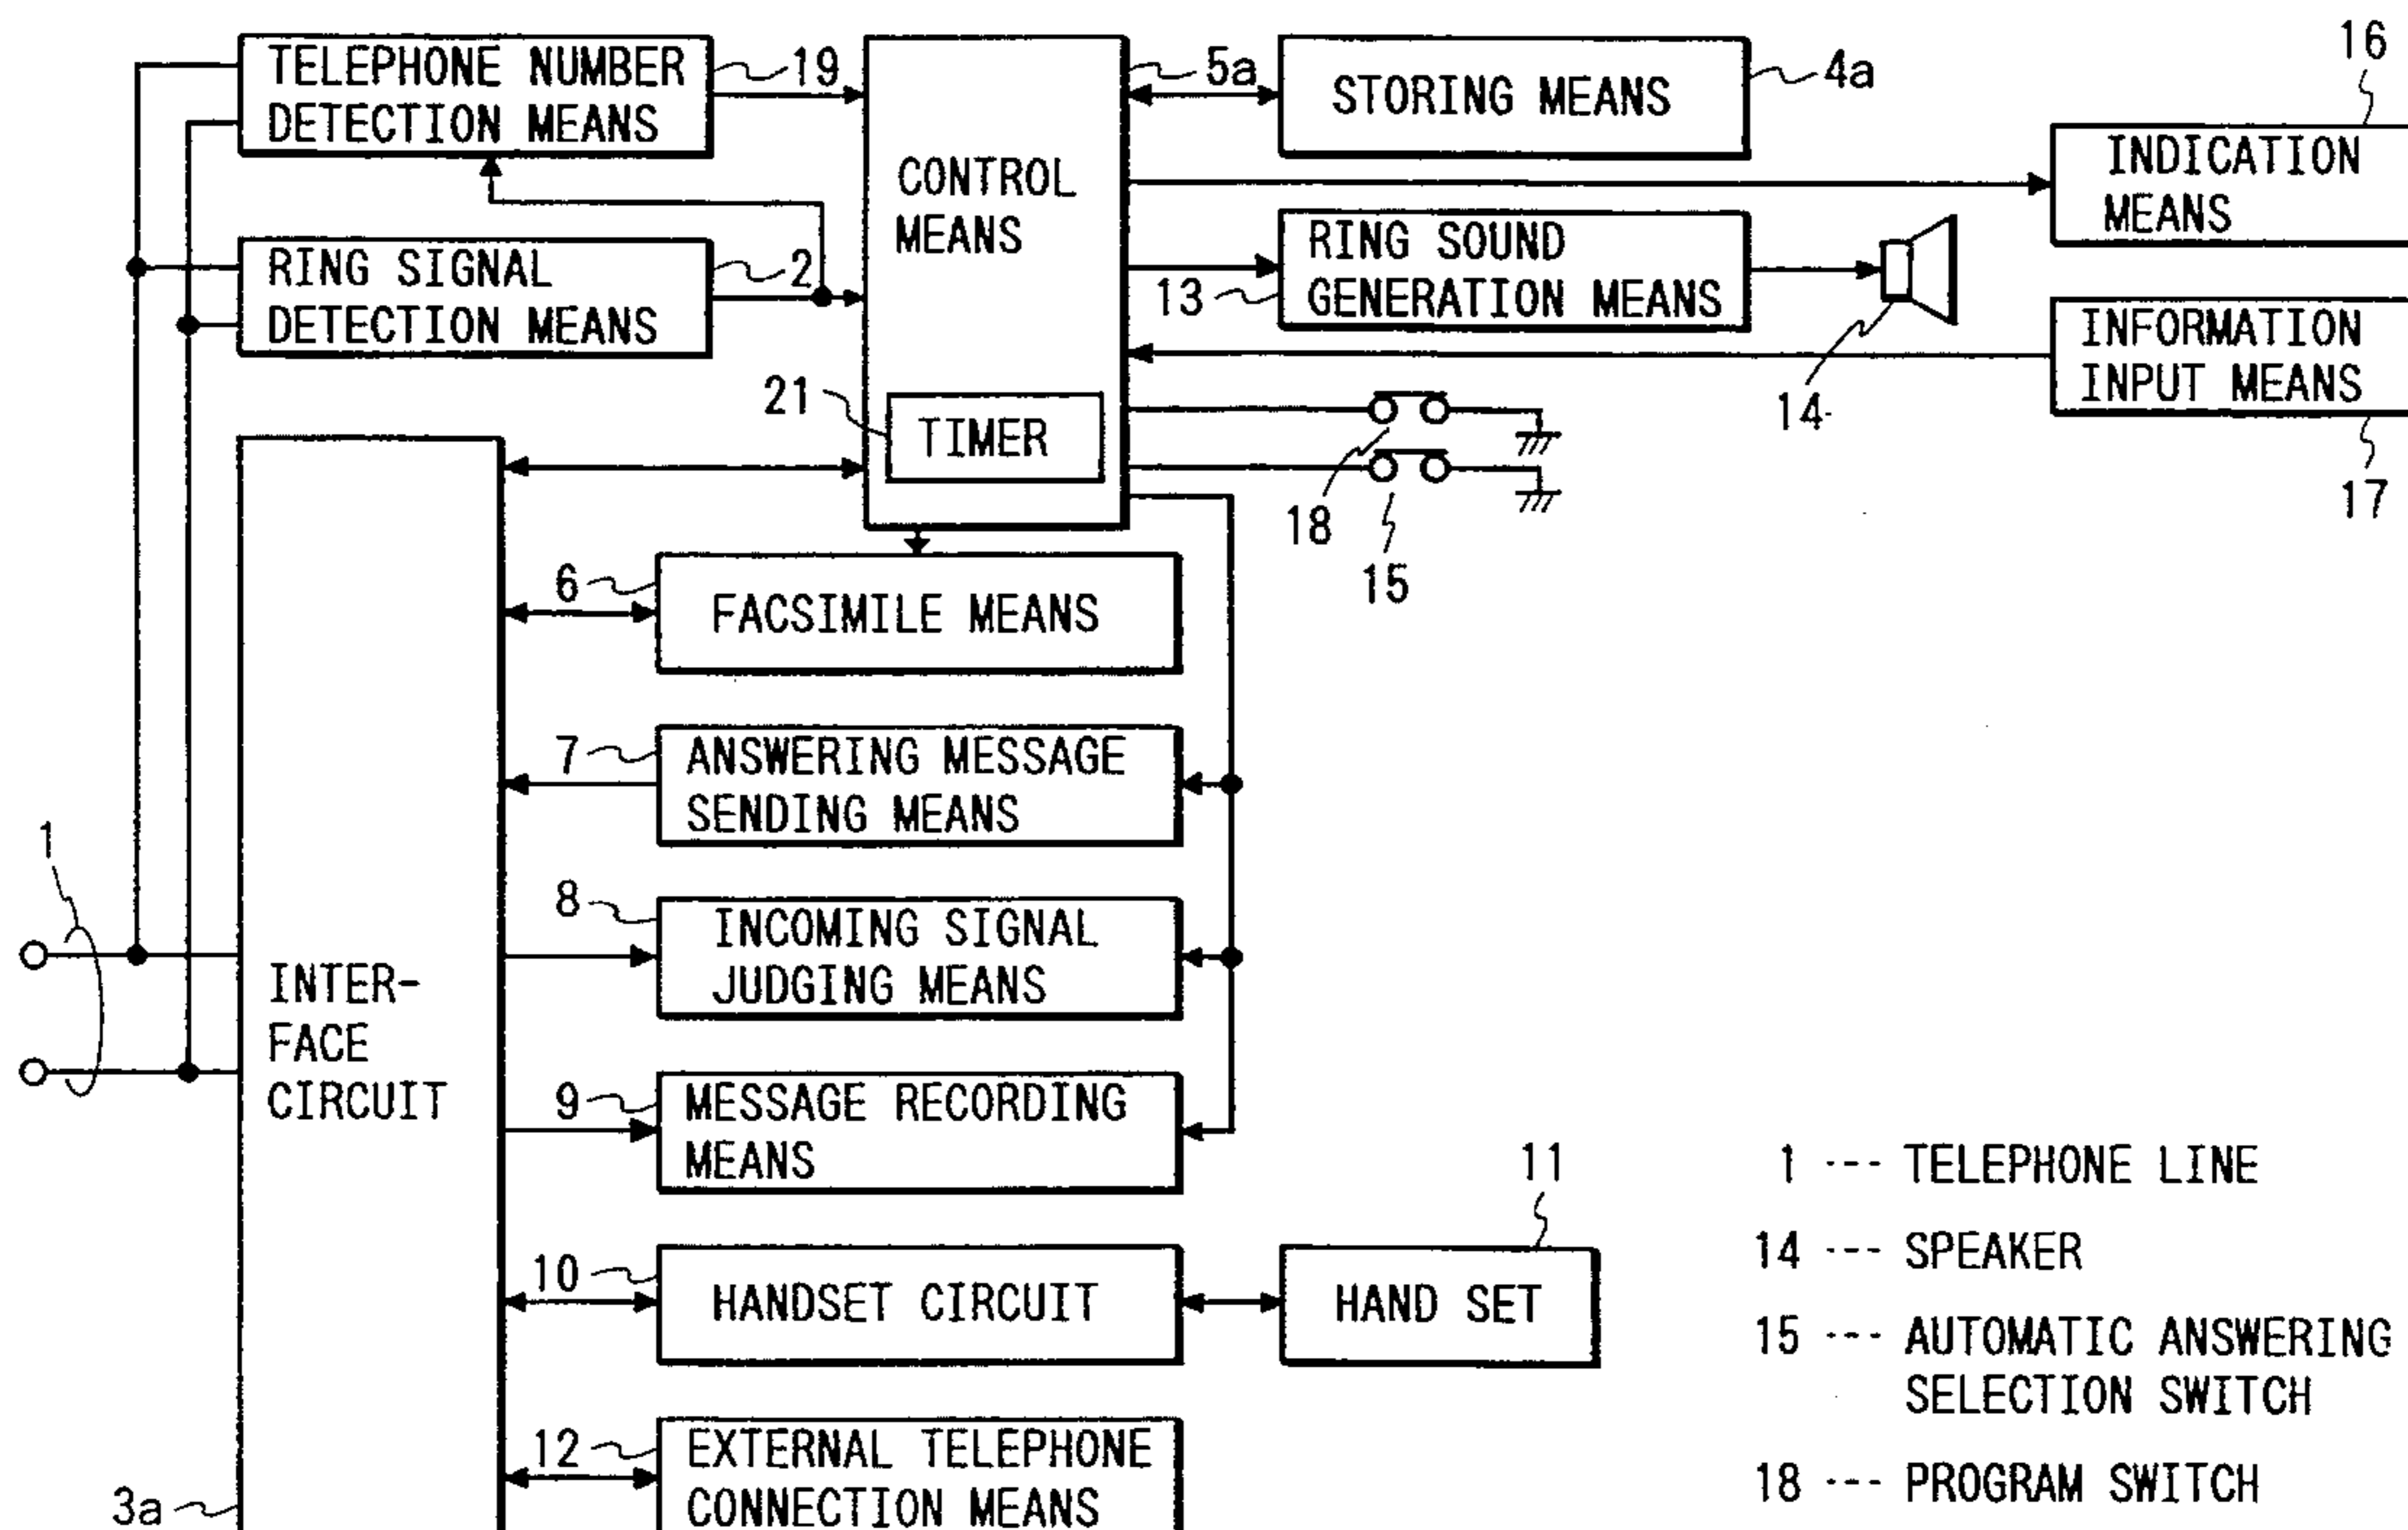 TELEPHONE NUMBER
DETECTION MEANS
19
CONTROL
MEANS
5a
STORING MEANS
4a
16
INDICATION
MEANS
RING SIGNAL
DETECTION MEANS
2
13
RING SOUND
GENERATION MEANS
14
INFORMATION
INPUT MEANS
17
21
TIMER
18
15
6
FACSIMILE MEANS
7
ANSWERING MESSAGE
SENDING MEANS
1
INTER-
FACE
CIRCUIT
8
INCOMING SIGNAL
JUDGING MEANS
9
MESSAGE RECORDING
MEANS
10
HANDSET CIRCUIT
11
HAND SET
12
EXTERNAL TELEPHONE
CONNECTION MEANS
3a
1 --- TELEPHONE LINE
14 --- SPEAKER
15 --- AUTOMATIC ANSWERING
SELECTION SWITCH
18 --- PROGRAM SWITCH